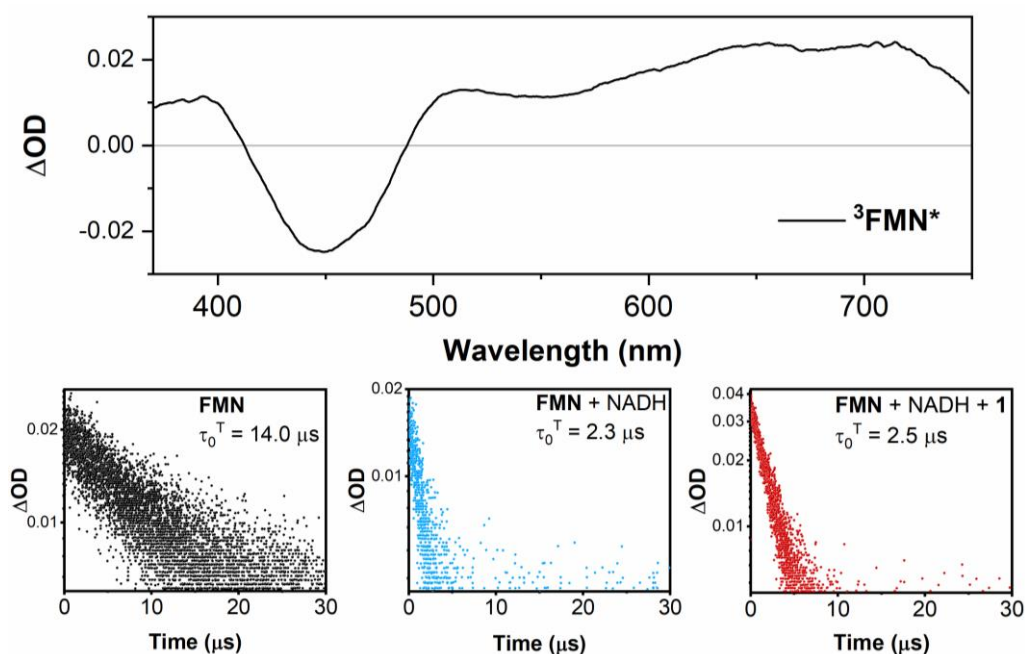 0.02
0.00
-0.02
ΔOD
³FMN*
400
500
600
700
Wavelength (nm)
FMN
τ₀ᵀ = 14.0 μs
0.02
0.01
ΔOD
0
10
20
30
Time (μs)
FMN + NADH
τ₀ᵀ = 2.3 μs
0.02
0.01
ΔOD
0
10
20
30
Time (μs)
FMN + NADH + 1
τ₀ᵀ = 2.5 μs
0.04
0.03
0.02
0.01
ΔOD
0
5
10
15
20
25
30
Time (μs)